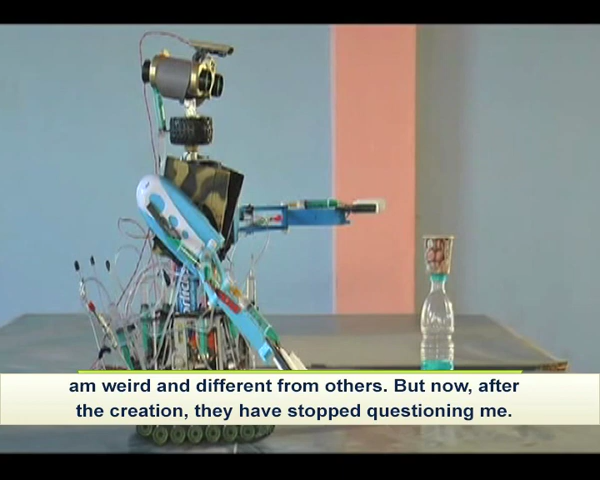 am weird and different from others. But now, after
the creation, they have stopped questioning me.